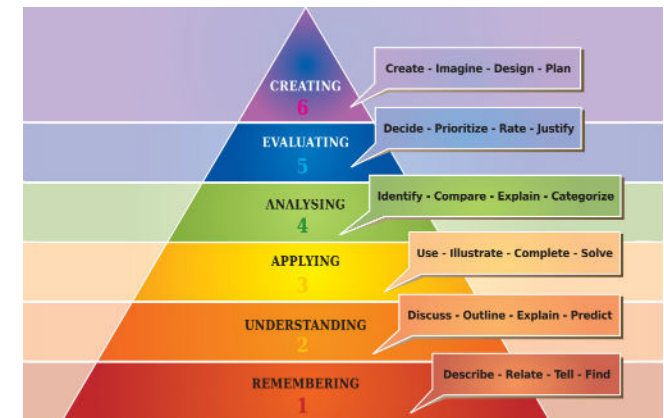 Create - Imagine - Design - Plan
CREATING
6
Decide - Prioritize - Rate - Justify
EVALUATING
5
Identify - Compare - Explain - Categorize
ANALYSING
4
Use - Illustrate - Complete - Solve
APPLYING
3
Discuss - Outline - Explain - Predict
UNDERSTANDING
2
Describe - Relate - Tell - Find
REMEMBERING
1